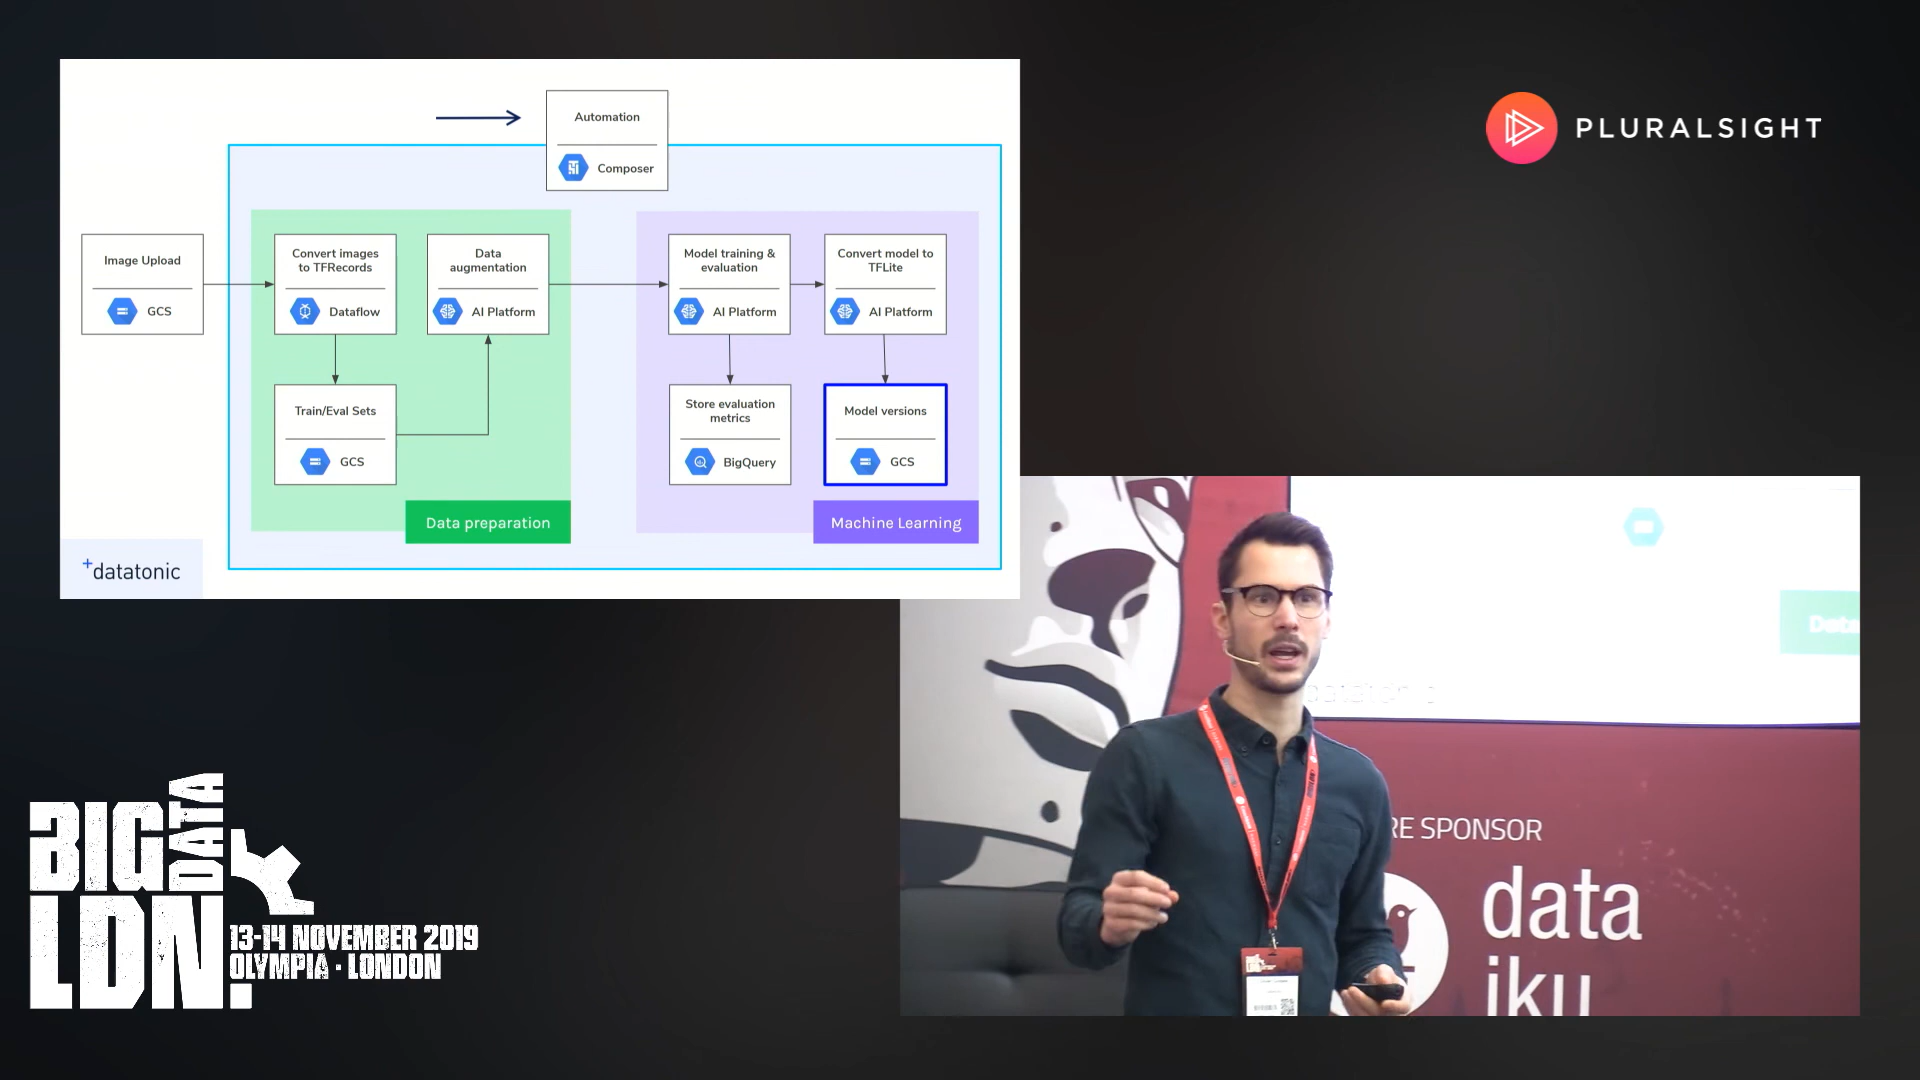 Automation
Composer
Image Upload
GCS
Convert images
to TFRecords
Dataflow
Data
augmentation
AI Platform
Model training &
evaluation
AI Platform
Convert model to
TFLite
AI Platform
Train/Eval Sets
GCS
Store evaluation
metrics
BigQuery
Model versions
GCS
Data preparation
Machine Learning
+datatonic
PLURALSIGHT
BIG DATA
LDN.
13-14 NOVEMBER 2019
OLYMPIA · LONDON
SPONSOR
data
iku